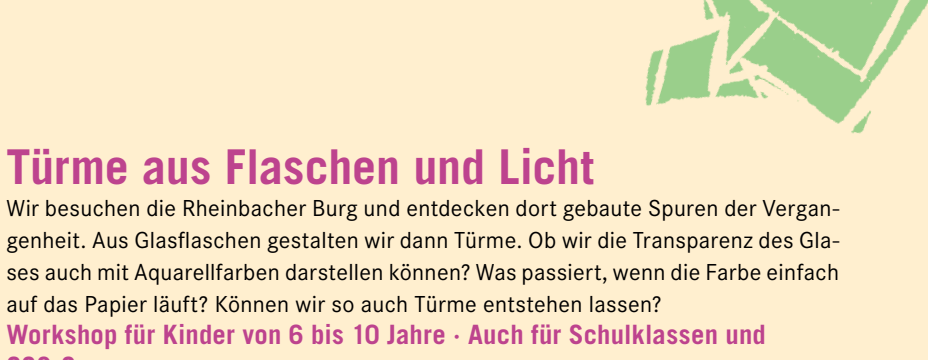 Türme aus Flaschen und Licht
Wir besuchen die Rheinbacher Burg und entdecken dort gebaute Spuren der Vergan-
genheit. Aus Glasflaschen gestalten wir dann Türme. Ob wir die Transparenz des Gla-
ses auch mit Aquarellfarben darstellen können? Was passiert, wenn die Farbe einfach
auf das Papier läuft? Können wir so auch Türme entstehen lassen?
Workshop für Kinder von 6 bis 10 Jahre · Auch für Schulklassen und